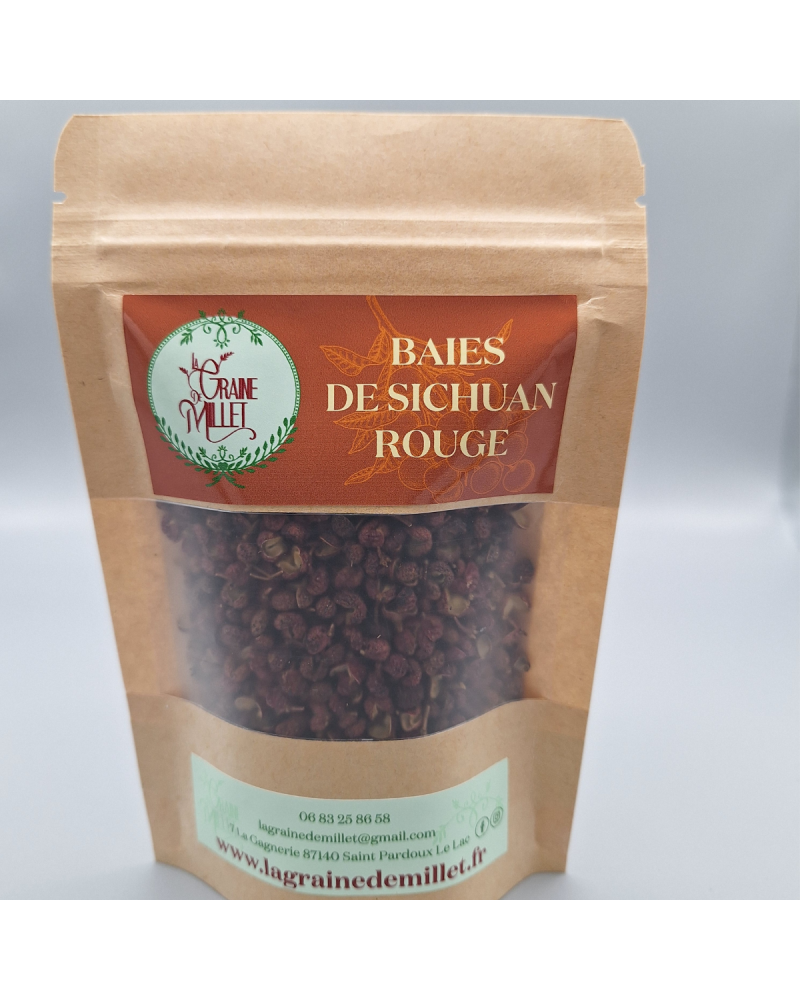 La
GRAINE
DE
MILLET
BAIES
DE SICHUAN
ROUGE
06 83 25 86 58
lagrainedemillet@gmail.com
7 La Gagnerie 87140 Saint Pardoux Le Lac
www.lagrainedemillet.fr